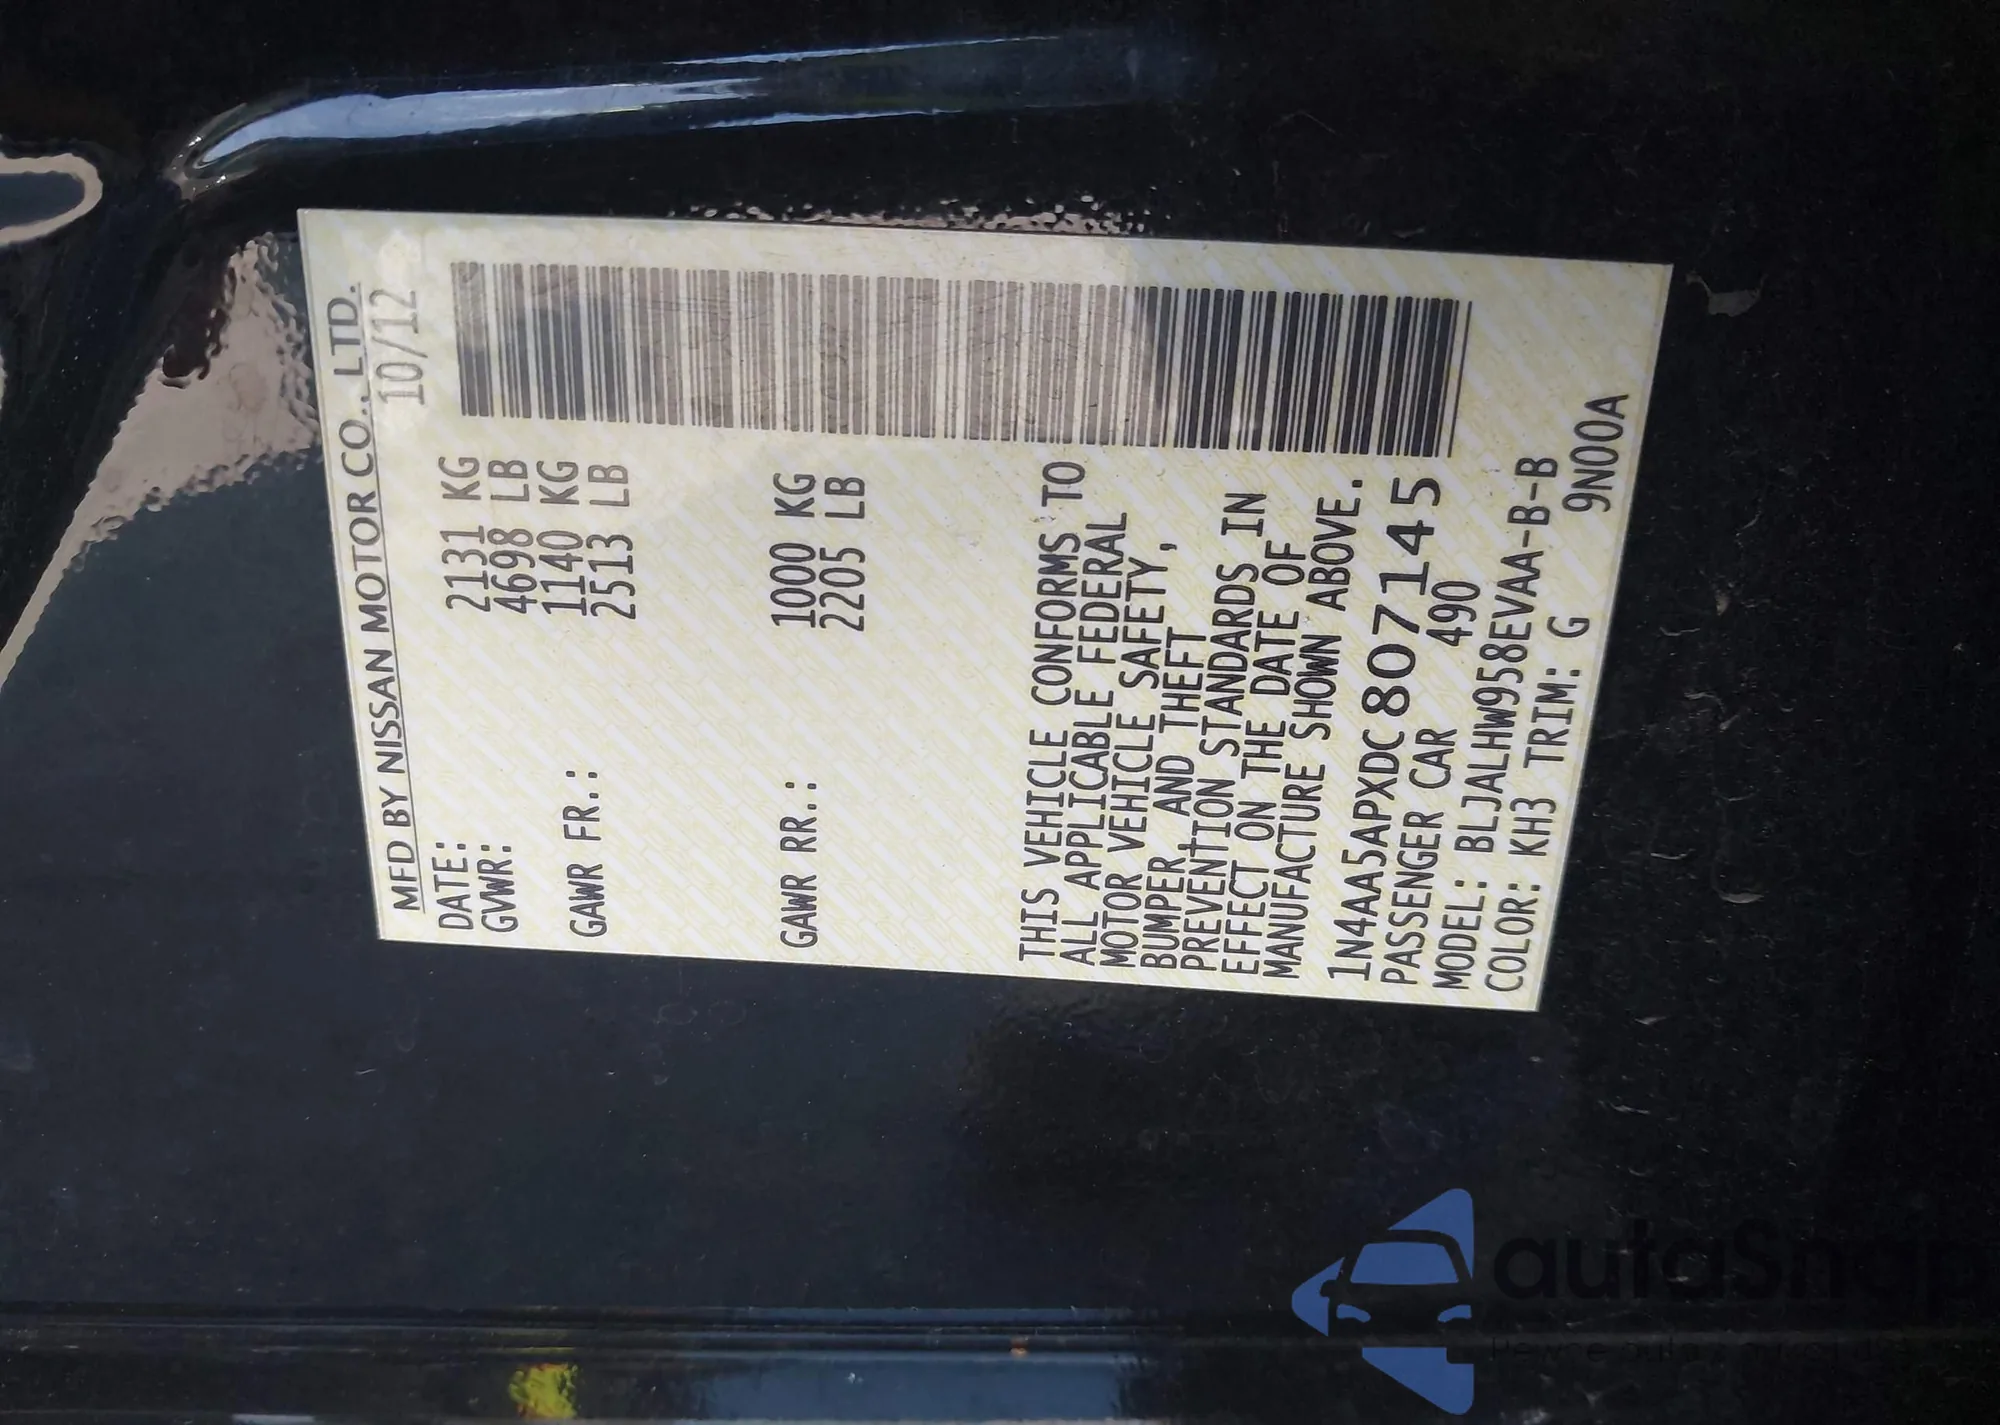 MFD BY NISSAN MOTOR CO., LTD.
DATE: 10/12
GVWR: 2131 KG
4698 LB
GAWR FR.: 1140 KG
2513 LB
GAWR RR.: 1000 KG
2205 LB
THIS VEHICLE CONFORMS TO
ALL APPLICABLE FEDERAL
MOTOR VEHICLE SAFETY,
BUMPER, AND THEFT
PREVENTION STANDARDS IN
EFFECT ON THE DATE OF
MANUFACTURE SHOWN ABOVE.
1N4AA5APXDC807145
PASSENGER CAR 490
MODEL: BLJALHW958EVAA-B-B
COLOR: KH3 TRIM: G 9N00A
autaSnap